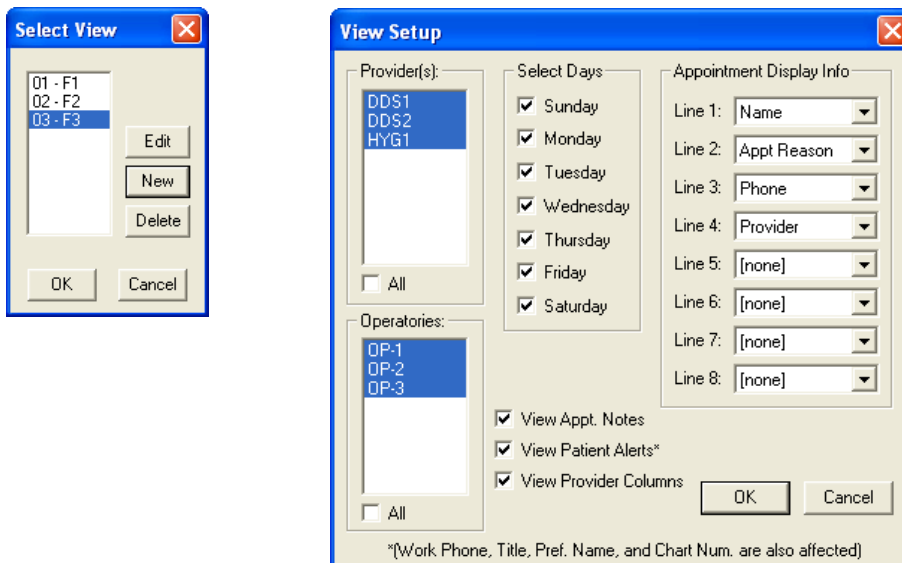 Select View
01 - F1
02 - F2
03 - F3
Edit
New
Delete
OK
Cancel
View Setup
Provider(s):
DDS1
DDS2
HYG1
All
Operatories:
OP-1
OP-2
OP-3
All
Select Days
Sunday
Monday
Tuesday
Wednesday
Thursday
Friday
Saturday
Appointment Display Info
Line 1: Name
Line 2: Appt Reason
Line 3: Phone
Line 4: Provider
Line 5: [none]
Line 6: [none]
Line 7: [none]
Line 8: [none]
View Appt. Notes
View Patient Alerts*
View Provider Columns
OK
Cancel
*(Work Phone, Title, Pref. Name, and Chart Num. are also affected)